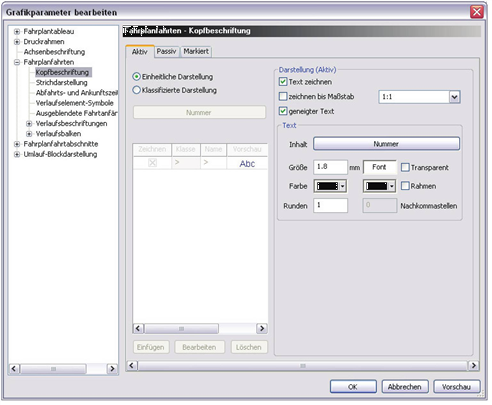 Grafikparameter bearbeiten
Fahrplantableau
Druckrahmen
Achsenbeschriftung
Fahrplanfahrten
Kopfbeschriftung
Strichdarstellung
Abfahrts- und Ankunftszeit
Verlaufselement-Symbole
Ausgeblendete Fahrtanfän
Verlaufsbeschriftungen
Verlaufsbalken
Fahrplanfahrtabschnitte
Umlauf-Blockdarstellung
Fahrplanfahrten - Kopfbeschriftung
Aktiv Passiv Markiert
Einheitliche Darstellung
Klassifizierte Darstellung
Nummer
Zeichnen Klasse Name Vorschau
> > Abc
Einfügen Bearbeiten Löschen
Darstellung (Aktiv)
Text zeichnen
zeichnen bis Maßstab 1:1
geneigter Text
Text
Inhalt Nummer
Größe 1.8 mm Font Transparent
Farbe Rahmen
Runden 1 0 Nachkommastellen
OK Abbrechen Vorschau